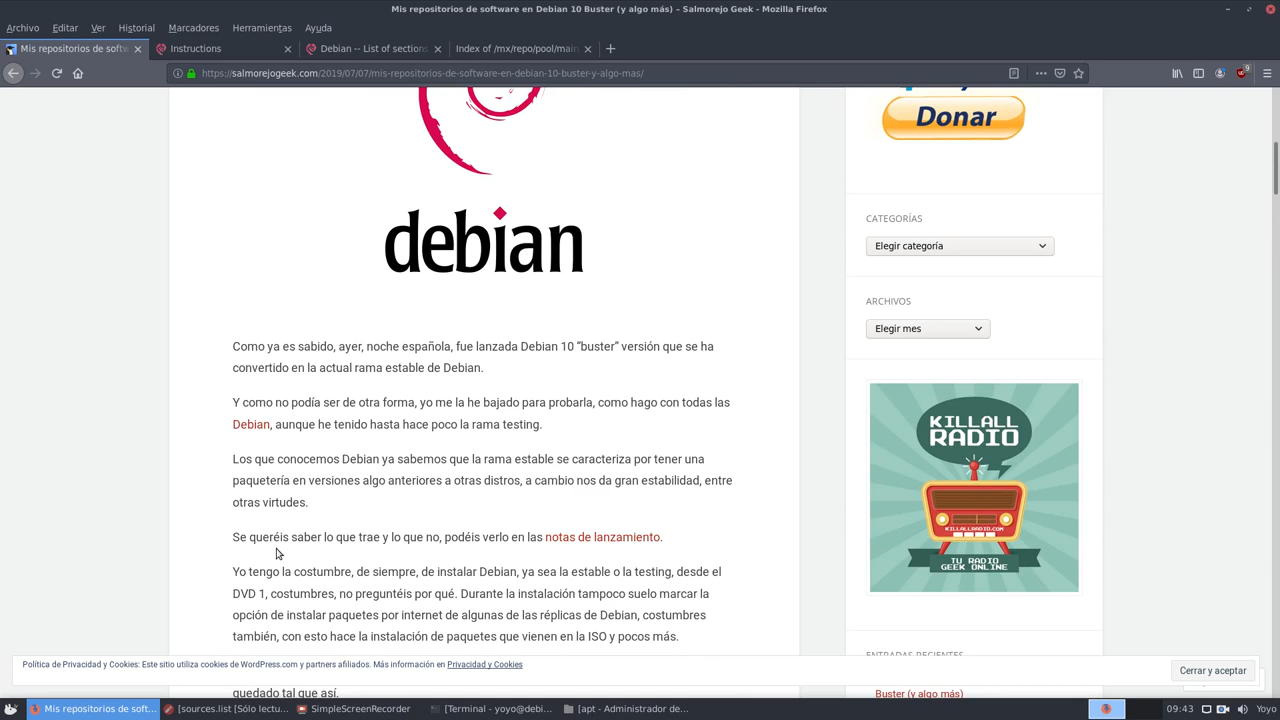 Mis repositorios de software en Debian 10 Buster (y algo más) – Salmorejo Geek - Mozilla Firefox
Archivo Editar Ver Historial Marcadores Herramientas Ayuda
Mis repositorios de softw
Instructions
Debian -- List of sections
Index of /mx/repo/pool/main
https://salmorejogeek.com/2019/07/07/mis-repositorios-de-software-en-debian-10-buster-y-algo-mas/
9
debian
Como ya es sabido, ayer, noche española, fue lanzada Debian 10 “buster” versión que se ha
convertido en la actual rama estable de Debian.
Y como no podía ser de otra forma, yo me la he bajado para probarla, como hago con todas las
Debian, aunque he tenido hasta hace poco la rama testing.
Los que conocemos Debian ya sabemos que la rama estable se caracteriza por tener una
paquetería en versiones algo anteriores a otras distros, a cambio nos da gran estabilidad, entre
otras virtudes.
Se queréis saber lo que trae y lo que no, podéis verlo en las notas de lanzamiento.
Yo tengo la costumbre, de siempre, de instalar Debian, ya sea la estable o la testing, desde el
DVD 1, costumbres, no preguntéis por qué. Durante la instalación tampoco suelo marcar la
opción de instalar paquetes por internet de algunas de las réplicas de Debian, costumbres
también, con esto hace la instalación de paquetes que vienen en la ISO y pocos más.
quedado tal que así.
Donar
CATEGORÍAS
Elegir categoría
ARCHIVOS
Elegir mes
KILLALL
RADIO
KILLALLRADIO.COM
TU RADIO
GEEK ONLINE
ENTRADAS RECIENTES
Buster (y algo más)
Política de Privacidad y Cookies: Este sitio utiliza cookies de WordPress.com y partners afiliados. Más información en Privacidad y Cookies
Cerrar y aceptar
Mis repositorios de soft...
[sources.list [Sólo lectu...
SimpleScreenRecorder
[Terminal - yoyo@debi...
[apt - Administrador de...
09:43
Yoyo